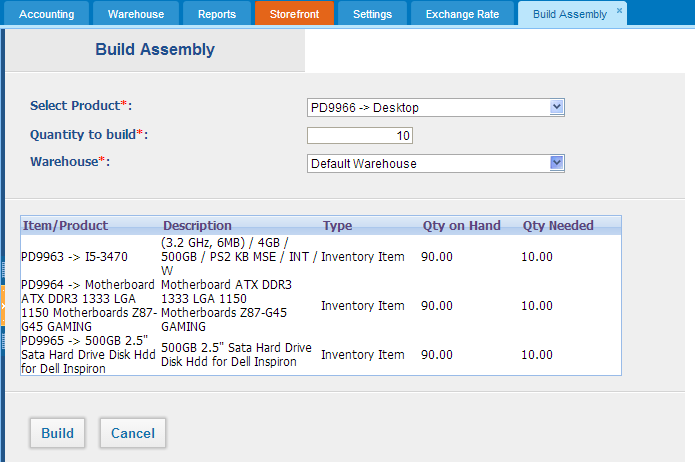 Accounting Warehouse Reports Storefront Settings Exchange Rate Build Assembly ×
Build Assembly
Select Product*: PD9966 -> Desktop
Quantity to build*: 10
Warehouse*: Default Warehouse
Item/Product Description Type Qty on Hand Qty Needed
PD9963 -> I5-3470
(3.2 GHz, 6MB) / 4GB /
500GB / PS2 KB MSE / INT /
W
Inventory Item 90.00 10.00
PD9964 -> Motherboard
ATX DDR3 1333 LGA
1150 Motherboards Z87-
G45 GAMING
Motherboard ATX DDR3
1333 LGA 1150
Motherboards Z87-G45
GAMING
Inventory Item 90.00 10.00
PD9965 -> 500GB 2.5"
Sata Hard Drive Disk Hdd
for Dell Inspiron
500GB 2.5" Sata Hard Drive
Disk Hdd for Dell Inspiron
Inventory Item 90.00 10.00
Build Cancel